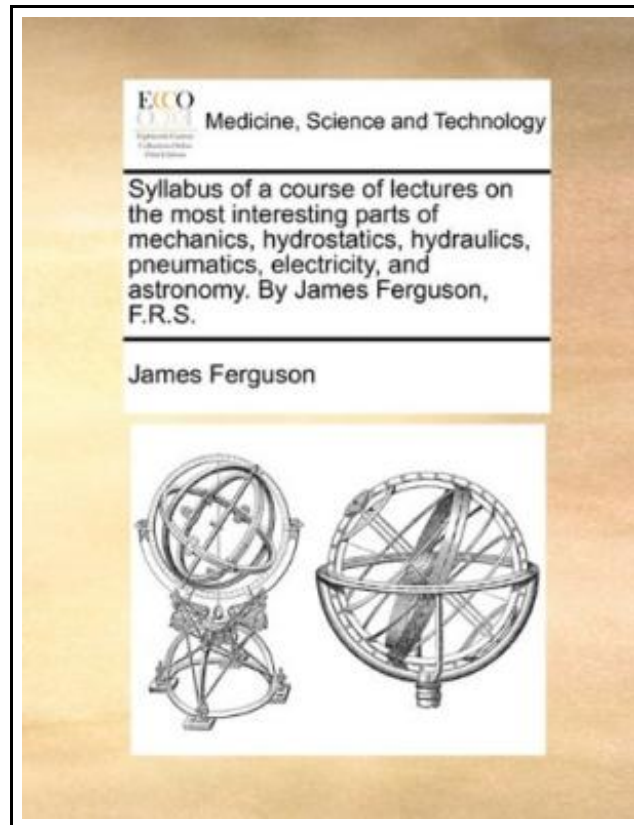 ECCO
Medicine, Science and Technology
Syllabus of a course of lectures on
the most interesting parts of
mechanics, hydrostatics, hydraulics,
pneumatics, electricity, and
astronomy. By James Ferguson,
F.R.S.
James Ferguson